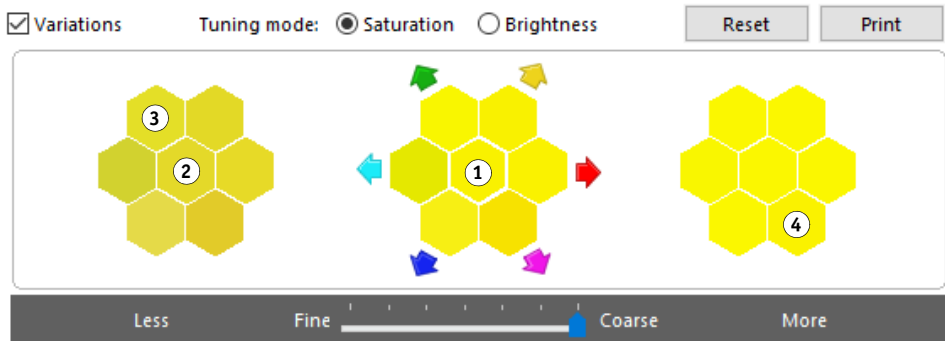 Variations Tuning mode: Saturation Brightness Reset Print
3
2 1
4
Less Fine Coarse More